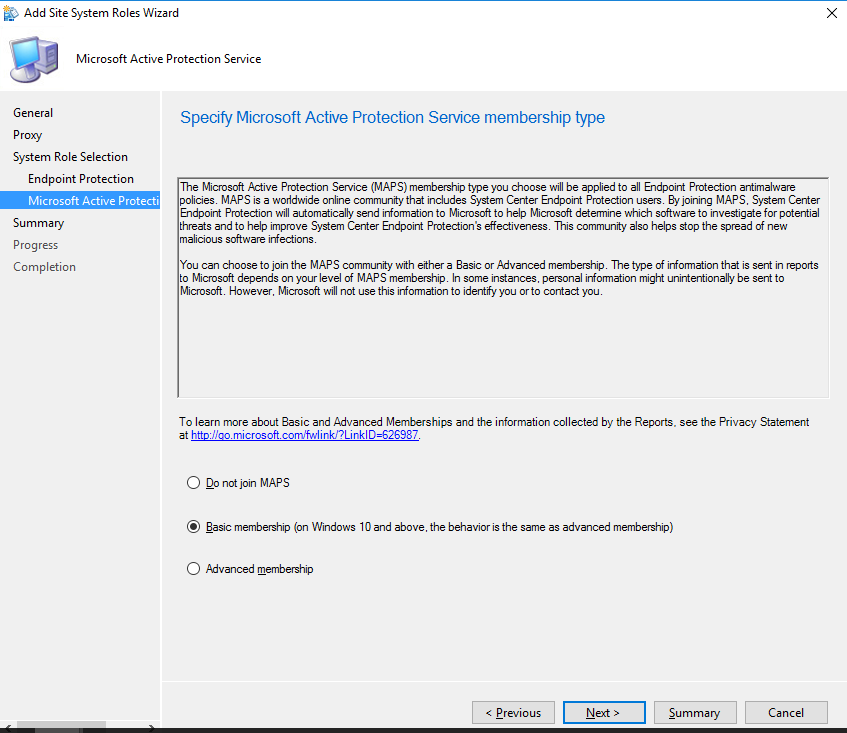 Add Site System Roles Wizard
Microsoft Active Protection Service
General
Proxy
System Role Selection
Endpoint Protection
Microsoft Active Protecti
Summary
Progress
Completion
Specify Microsoft Active Protection Service membership type
The Microsoft Active Protection Service (MAPS) membership type you choose will be applied to all Endpoint Protection antimalware
policies. MAPS is a worldwide online community that includes System Center Endpoint Protection users. By joining MAPS, System Center
Endpoint Protection will automatically send information to Microsoft to help Microsoft determine which software to investigate for potential
threats and to help improve System Center Endpoint Protection's effectiveness. This community also helps stop the spread of new
malicious software infections.
You can choose to join the MAPS community with either a Basic or Advanced membership. The type of information that is sent in reports
to Microsoft depends on your level of MAPS membership. In some instances, personal information might unintentionally be sent to
Microsoft. However, Microsoft will not use this information to identify you or to contact you.
To learn more about Basic and Advanced Memberships and the information collected by the Reports, see the Privacy Statement
at http://go.microsoft.com/fwlink/?LinkID=626987.
Do not join MAPS
Basic membership (on Windows 10 and above, the behavior is the same as advanced membership)
Advanced membership
< Previous
Next >
Summary
Cancel